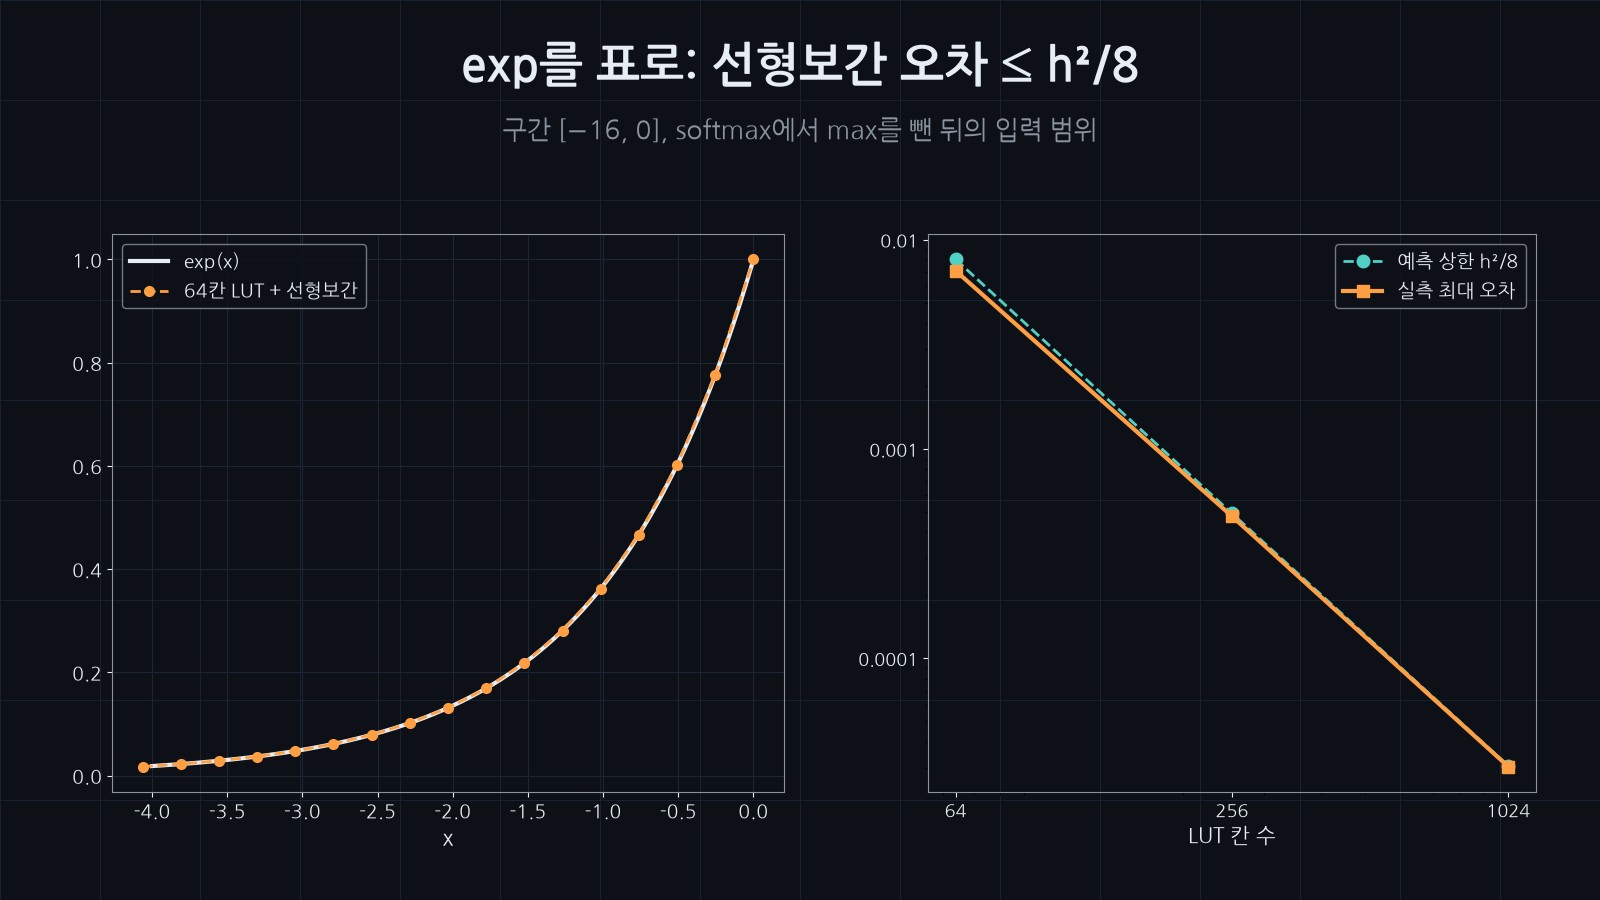 exp를 표로: 선형보간 오차 ≤ h²/8
구간 [−16, 0], softmax에서 max를 뺀 뒤의 입력 범위
exp(x)
64칸 LUT + 선형보간
1.0
0.8
0.6
0.4
0.2
0.0
-4.0 -3.5 -3.0 -2.5 -2.0 -1.5 -1.0 -0.5 0.0
x
예측 상한 h²/8
실측 최대 오차
0.01
0.001
0.0001
64 256 1024
LUT 칸 수